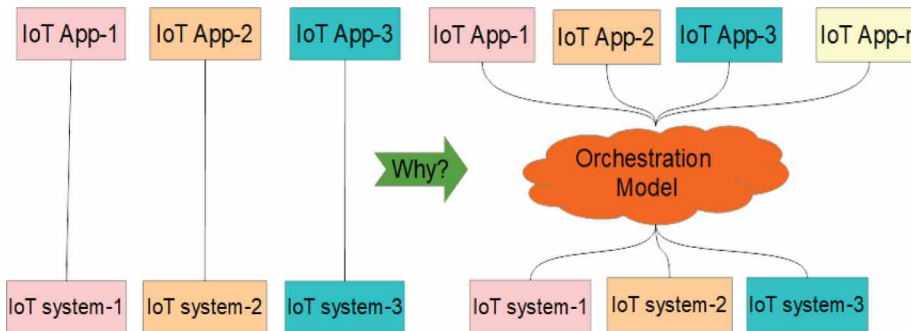 IoT App-1
IoT App-2
IoT App-3
IoT App-1
IoT App-2
IoT App-3
IoT App-n
Why?
Orchestration
Model
IoT system-1
IoT system-2
IoT system-3
IoT system-1
IoT system-2
IoT system-3